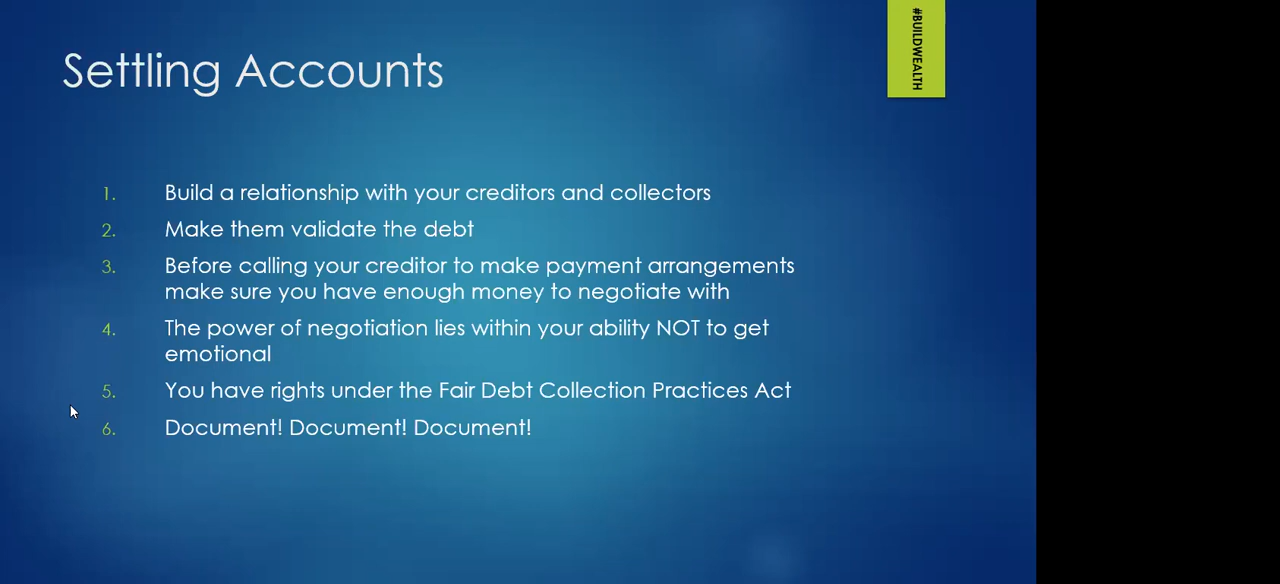 Settling Accounts
#BUILDWEALTH
1. Build a relationship with your creditors and collectors
2. Make them validate the debt
3. Before calling your creditor to make payment arrangements
make sure you have enough money to negotiate with
4. The power of negotiation lies within your ability NOT to get
emotional
5. You have rights under the Fair Debt Collection Practices Act
6. Document! Document! Document!